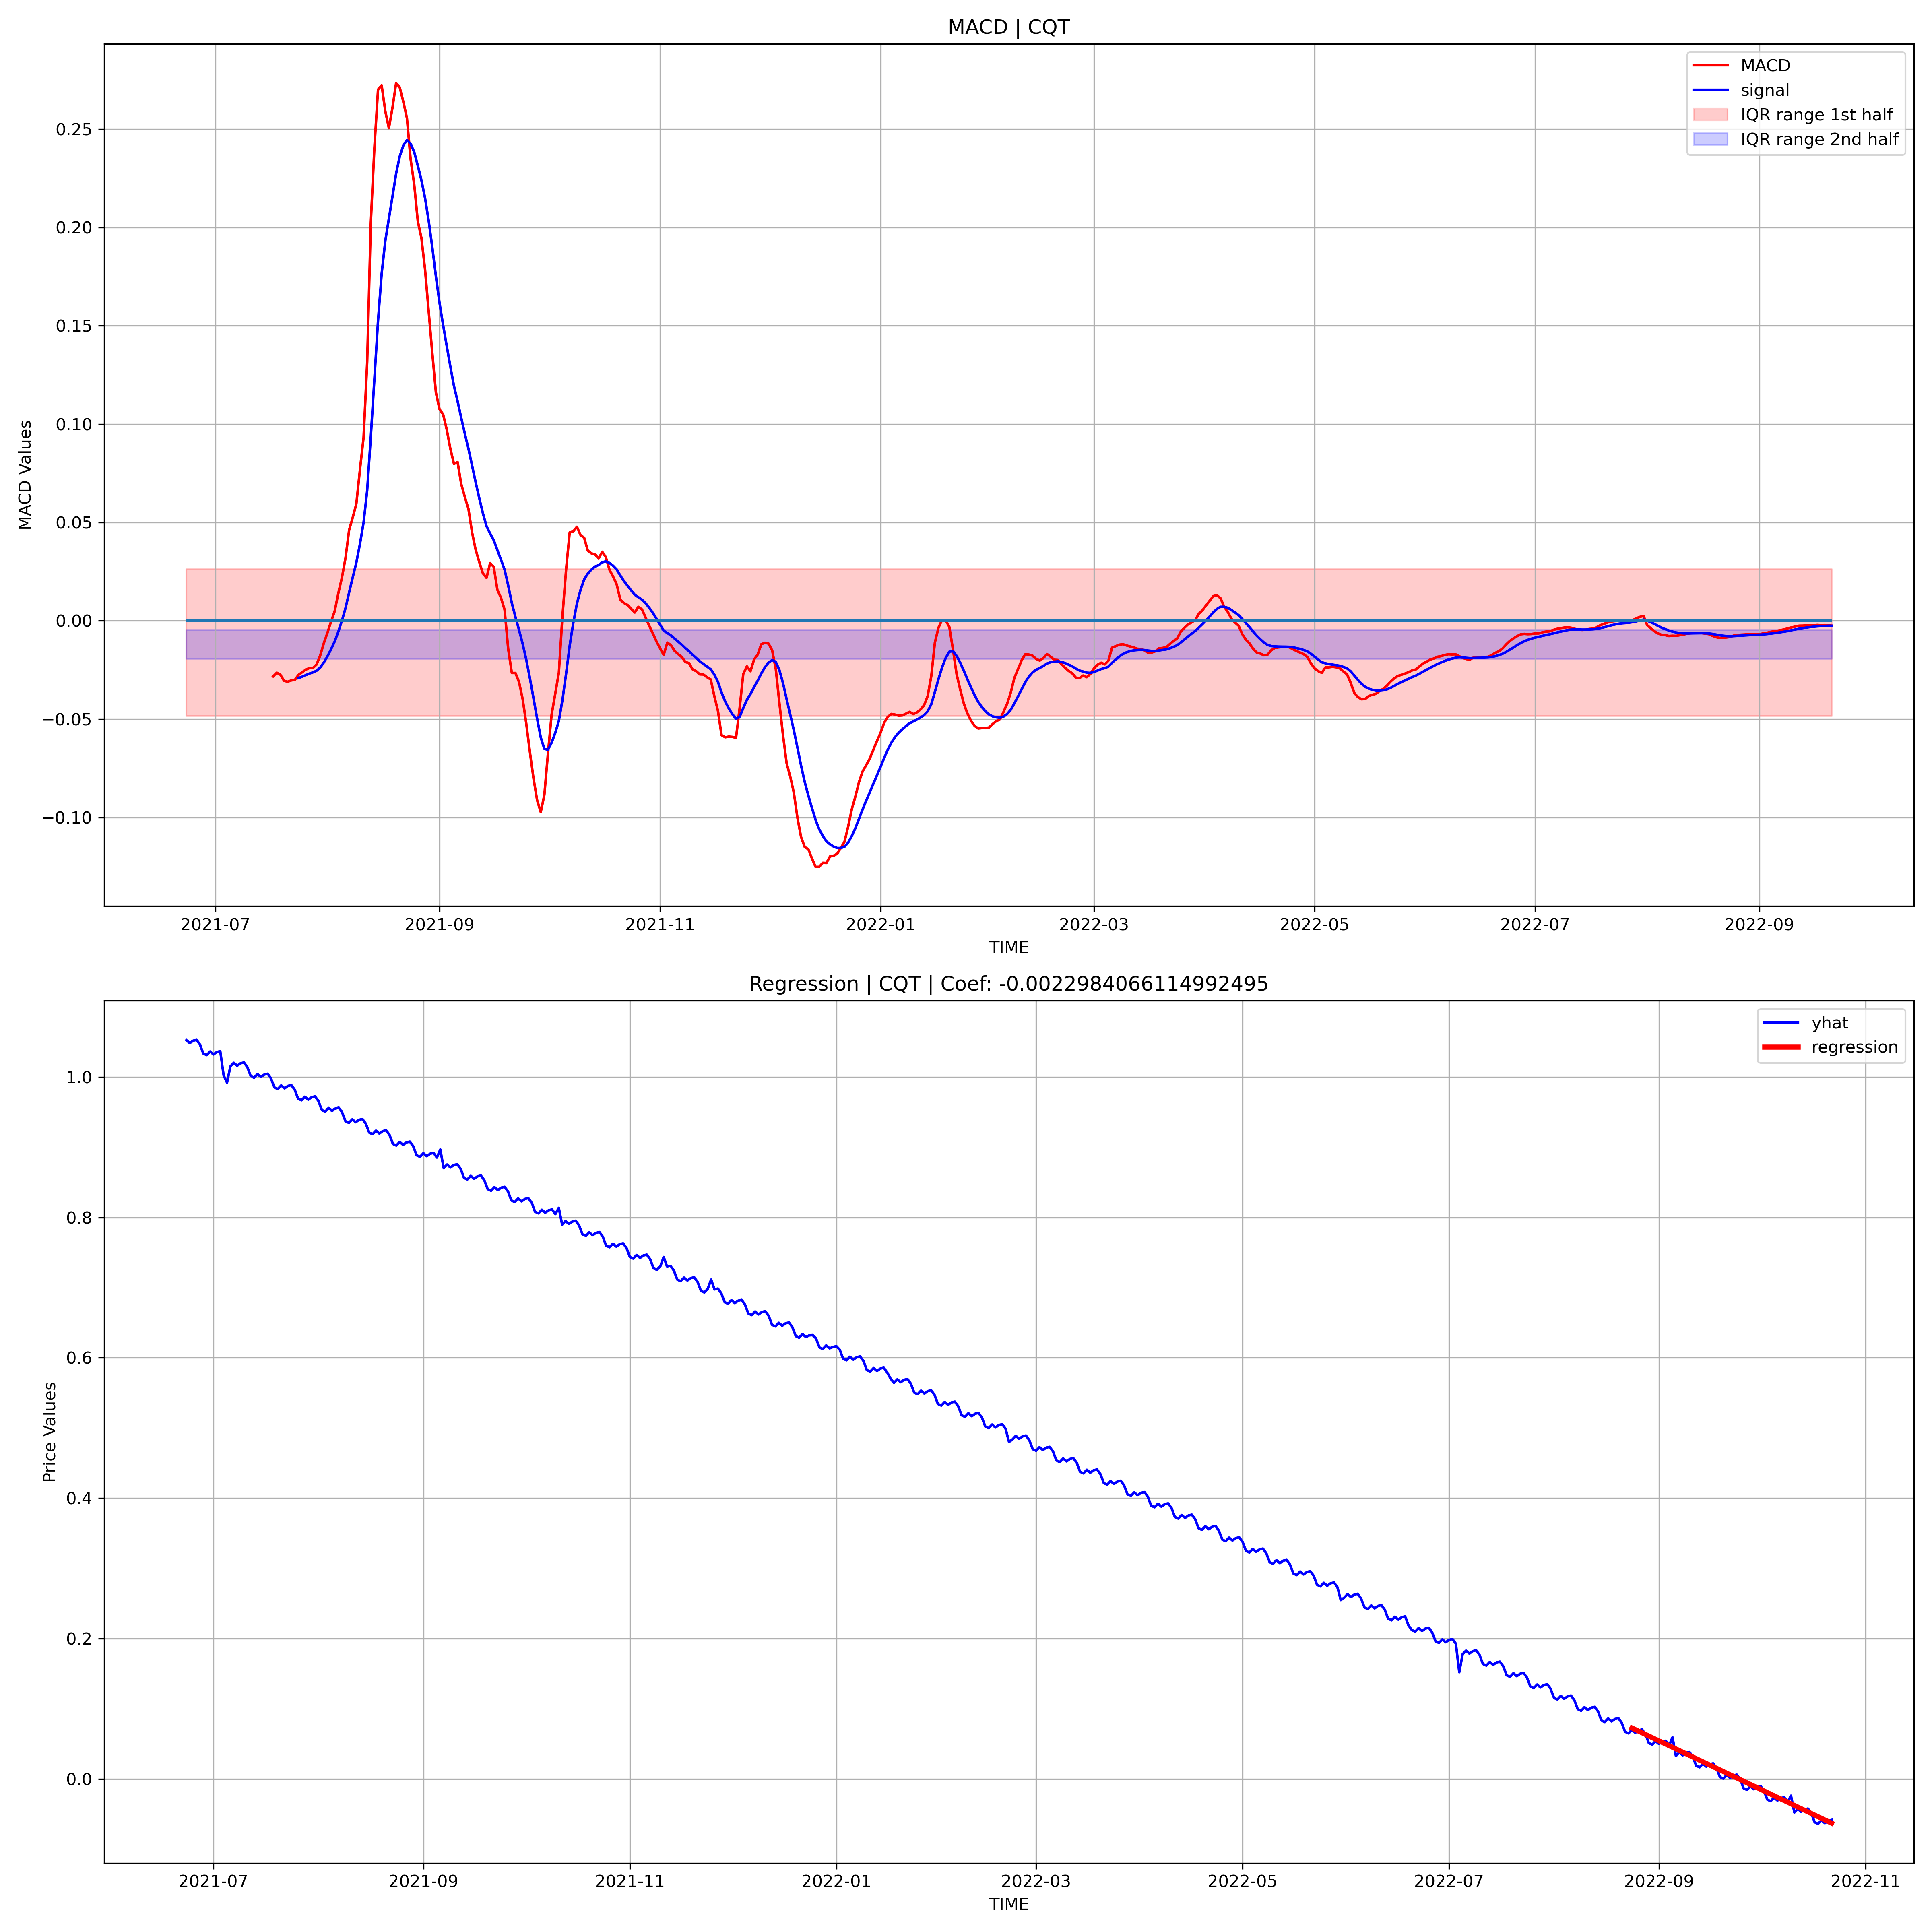 MACD | CQT
MACD
signal
IQR range 1st half
IQR range 2nd half
0.25
0.20
0.15
0.10
0.05
0.00
−0.05
−0.10
MACD Values
2021-07 2021-09 2021-11 2022-01 2022-03 2022-05 2022-07 2022-09
TIME
Regression | CQT | Coef: -0.0022984066114992495
yhat
regression
1.0
0.8
0.6
0.4
0.2
0.0
Price Values
2021-07 2021-09 2021-11 2022-01 2022-03 2022-05 2022-07 2022-09 2022-11
TIME